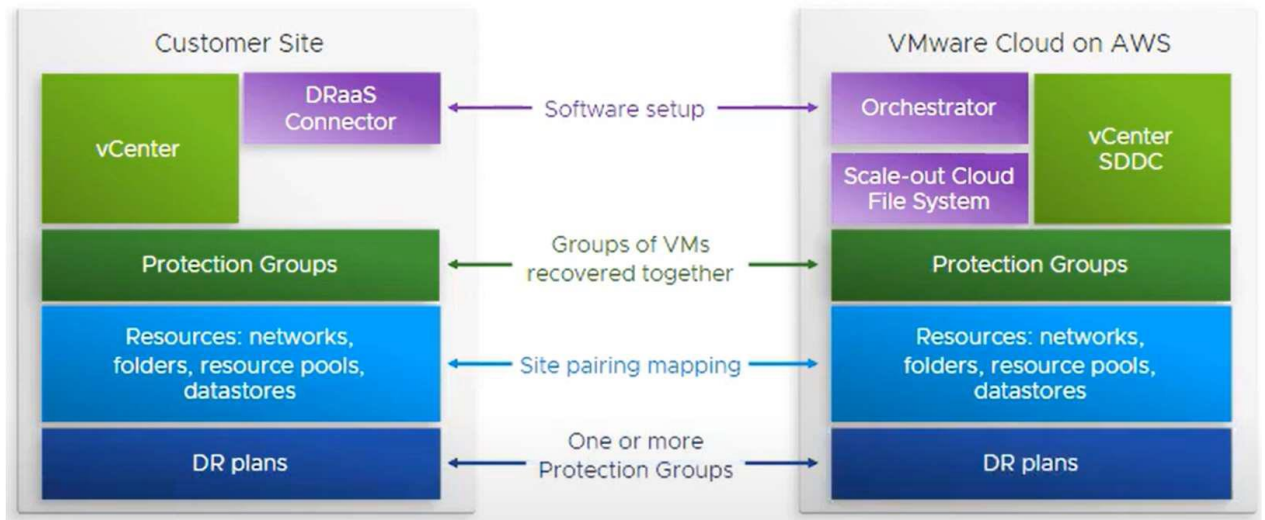 Customer Site
vCenter
DRaaS
Connector
Protection Groups
Resources: networks,
folders, resource pools,
datastores
DR plans
Software setup
Groups of VMs
recovered together
Site pairing mapping
One or more
Protection Groups
VMware Cloud on AWS
Orchestrator
Scale-out Cloud
File System
vCenter
SDDC
Protection Groups
Resources: networks,
folders, resource pools,
datastores
DR plans